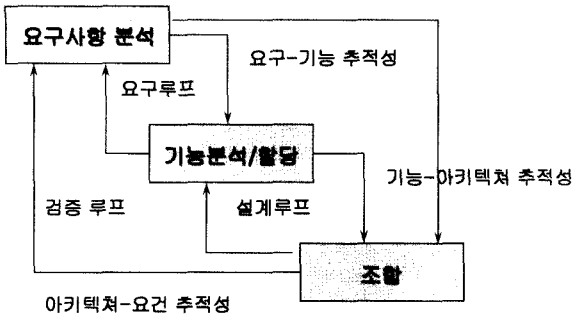 요구사항 분석
요구-기능 추적성
요구루프
기능분석/할당
기능-아키텍쳐 추적성
검증 루프
설계루프
조합
아키텍쳐-요건 추적성